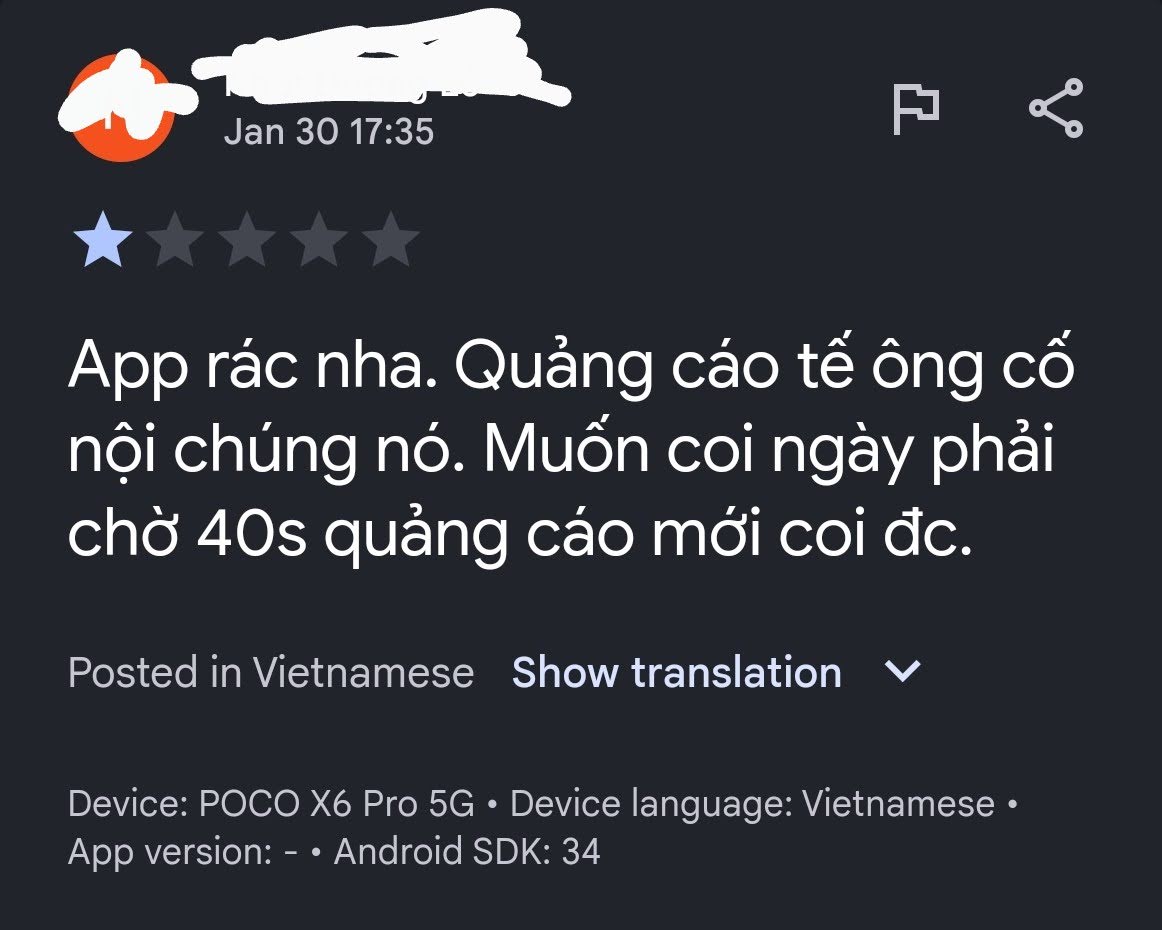 Jan 30 17:35
App rác nha. Quảng cáo tế ông cố
nội chúng nó. Muốn coi ngày phải
chờ 40s quảng cáo mới coi đc.
Posted in Vietnamese Show translation
Device: POCO X6 Pro 5G • Device language: Vietnamese •
App version: - • Android SDK: 34